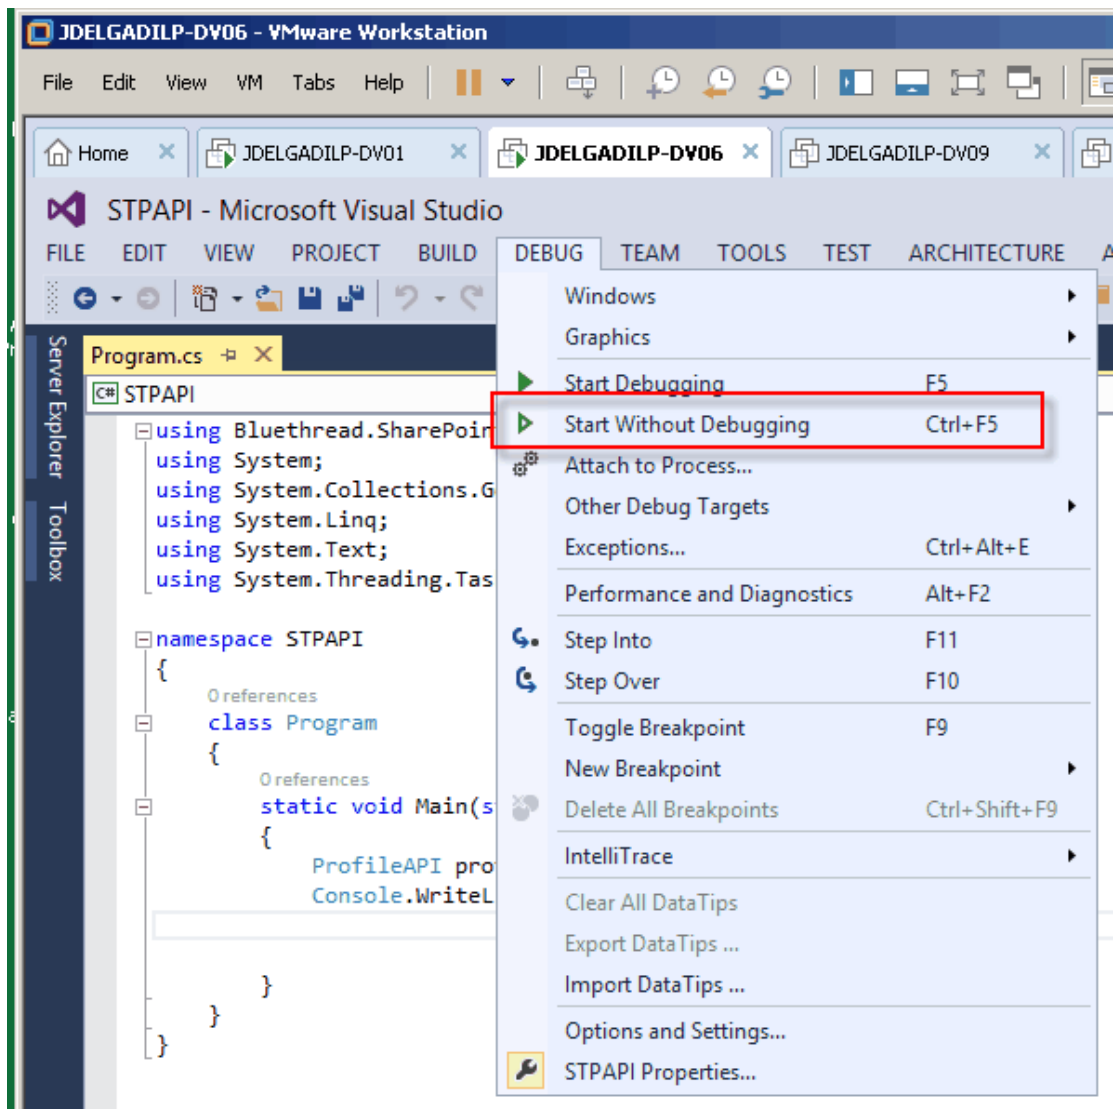 JDELGADILP-DV06 - VMware Workstation
File Edit View VM Tabs Help
Home JDELGADILP-DV01 JDELGADILP-DV06 JDELGADILP-DV09
STPAPI - Microsoft Visual Studio
FILE EDIT VIEW PROJECT BUILD DEBUG TEAM TOOLS TEST ARCHITECTURE
Server Explorer
Toolbox
Program.cs
C# STPAPI
using Bluethread.SharePoin
using System;
using System.Collections.G
using System.Linq;
using System.Text;
using System.Threading.Tas
namespace STPAPI
{
0 references
class Program
{
0 references
static void Main(s
{
ProfileAPI pro
Console.WriteL
}
}
}
Windows
Graphics
Start Debugging F5
Start Without Debugging Ctrl+F5
Attach to Process...
Other Debug Targets
Exceptions... Ctrl+Alt+E
Performance and Diagnostics Alt+F2
Step Into F11
Step Over F10
Toggle Breakpoint F9
New Breakpoint
Delete All Breakpoints Ctrl+Shift+F9
IntelliTrace
Clear All DataTips
Export DataTips ...
Import DataTips ...
Options and Settings...
STPAPI Properties...